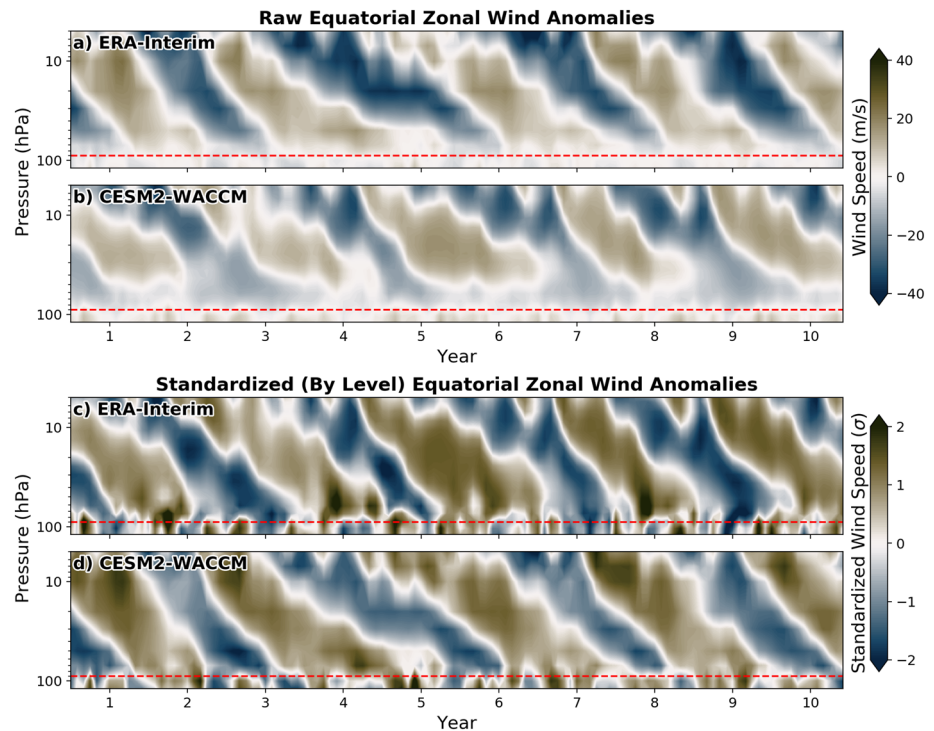 Raw Equatorial Zonal Wind Anomalies
a) ERA-Interim
10
100
b) CESM2-WACCM
10
100
Pressure (hPa)
1 2 3 4 5 6 7 8 9 10
Year
40
20
0
−20
−40
Wind Speed (m/s)
Standardized (By Level) Equatorial Zonal Wind Anomalies
c) ERA-Interim
10
100
Pressure (hPa)
d) CESM2-WACCM
10
100
Pressure (hPa)
1 2 3 4 5 6 7 8 9 10
Year
2
1
0
−1
−2
Standardized Wind Speed (σ)